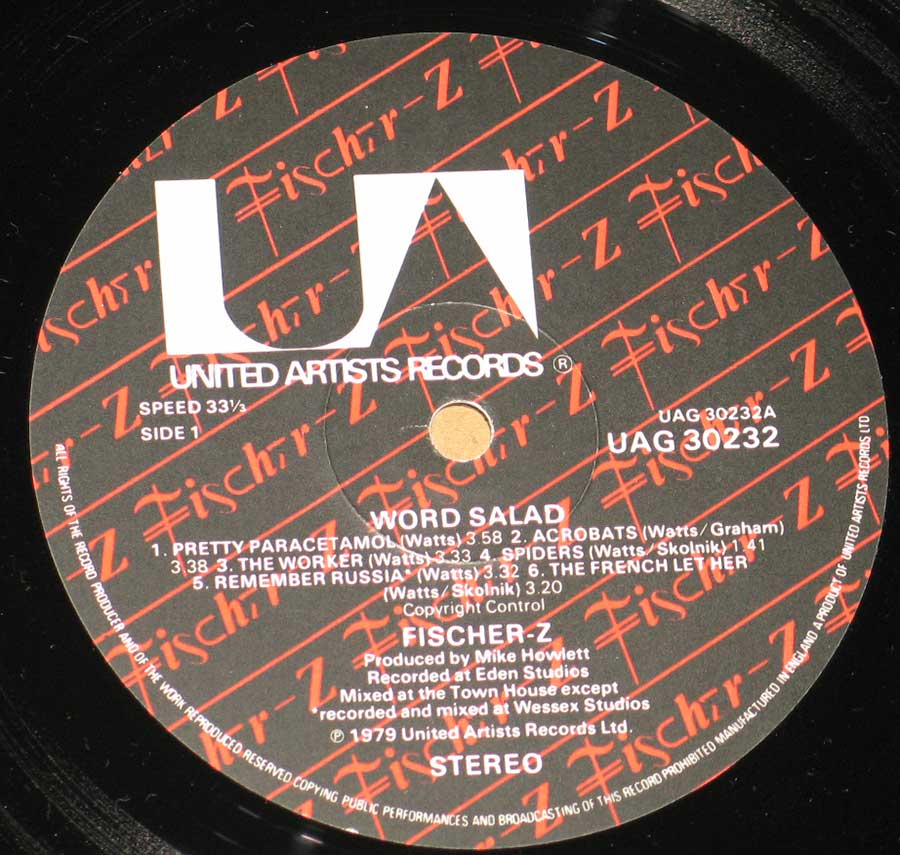 UA
UNITED ARTISTS RECORDS ®
SPEED 33⅓
SIDE 1
UAG 30232A
UAG 30232
WORD SALAD
1. PRETTY PARACETAMOL (Watts) 3.58 2. ACROBATS (Watts/Graham)
3.38 3. THE WORKER (Watts) 3.33 4. SPIDERS (Watts/Skolnik) 1.41
5. REMEMBER RUSSIA* (Watts) 3.32 6. THE FRENCH LET HER
(Watts/Skolnik) 3.20
Copyright Control
FISCHER-Z
Produced by Mike Howlett
Recorded at Eden Studios
Mixed at the Town House except
*recorded and mixed at Wessex Studios
℗ 1979 United Artists Records Ltd.
STEREO
ALL RIGHTS OF THE RECORD PRODUCER AND OF THE WORK REPRODUCED RESERVED COPYING PUBLIC PERFORMANCES AND BROADCASTING OF THIS RECORD PROHIBITED MANUFACTURED IN ENGLAND A PRODUCT OF UNITED ARTISTS RECORDS LTD
Fischer-Z